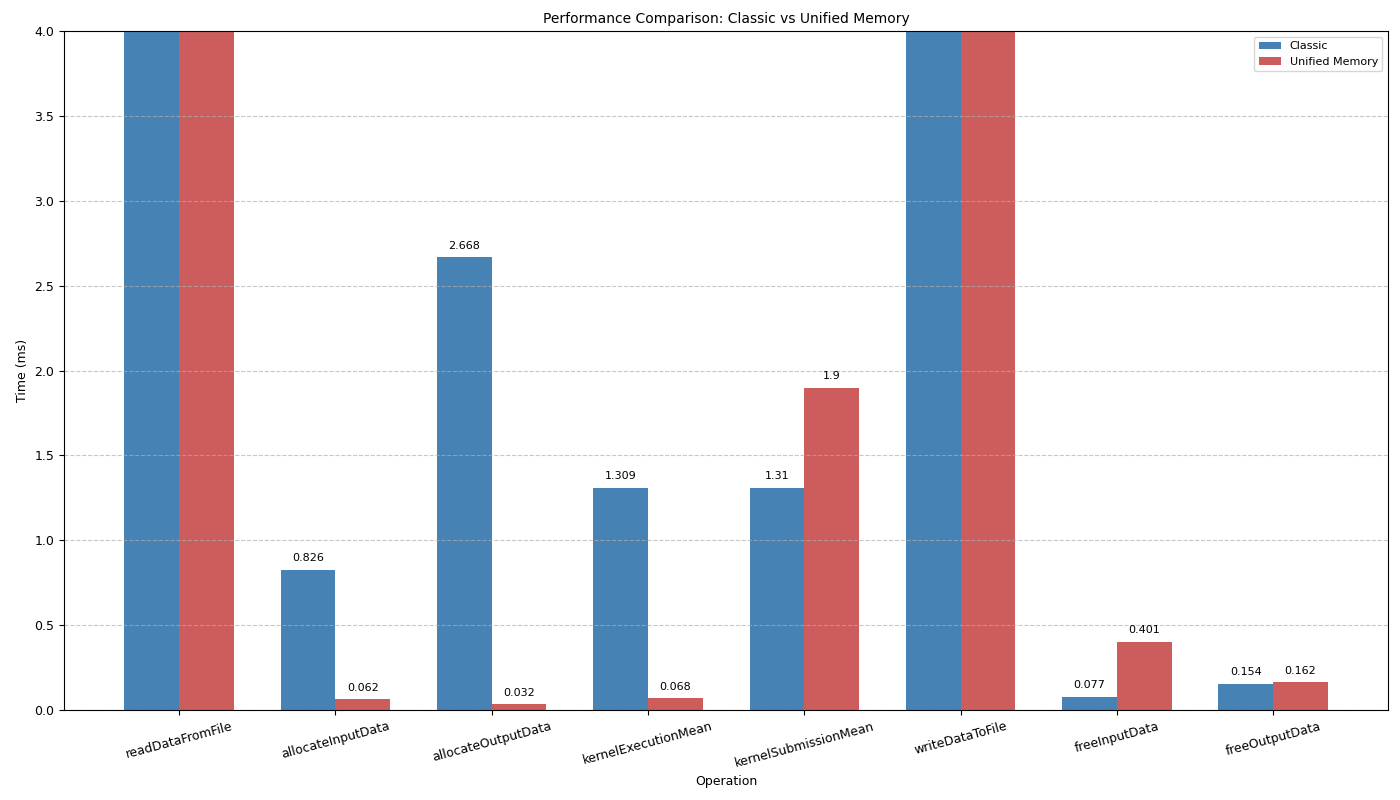 Performance Comparison: Classic vs Unified Memory
4.0
3.5
3.0
2.5
2.0
1.5
1.0
0.5
0.0
Time (ms)
Classic
Unified Memory
0.826
0.062
2.668
0.032
1.309
0.068
1.31
1.9
0.077
0.401
0.154
0.162
readDataFromFile
allocateInputData
allocateOutputData
kernelExecutionMean
kernelSubmissionMean
writeDataToFile
freeInputData
freeOutputData
Operation